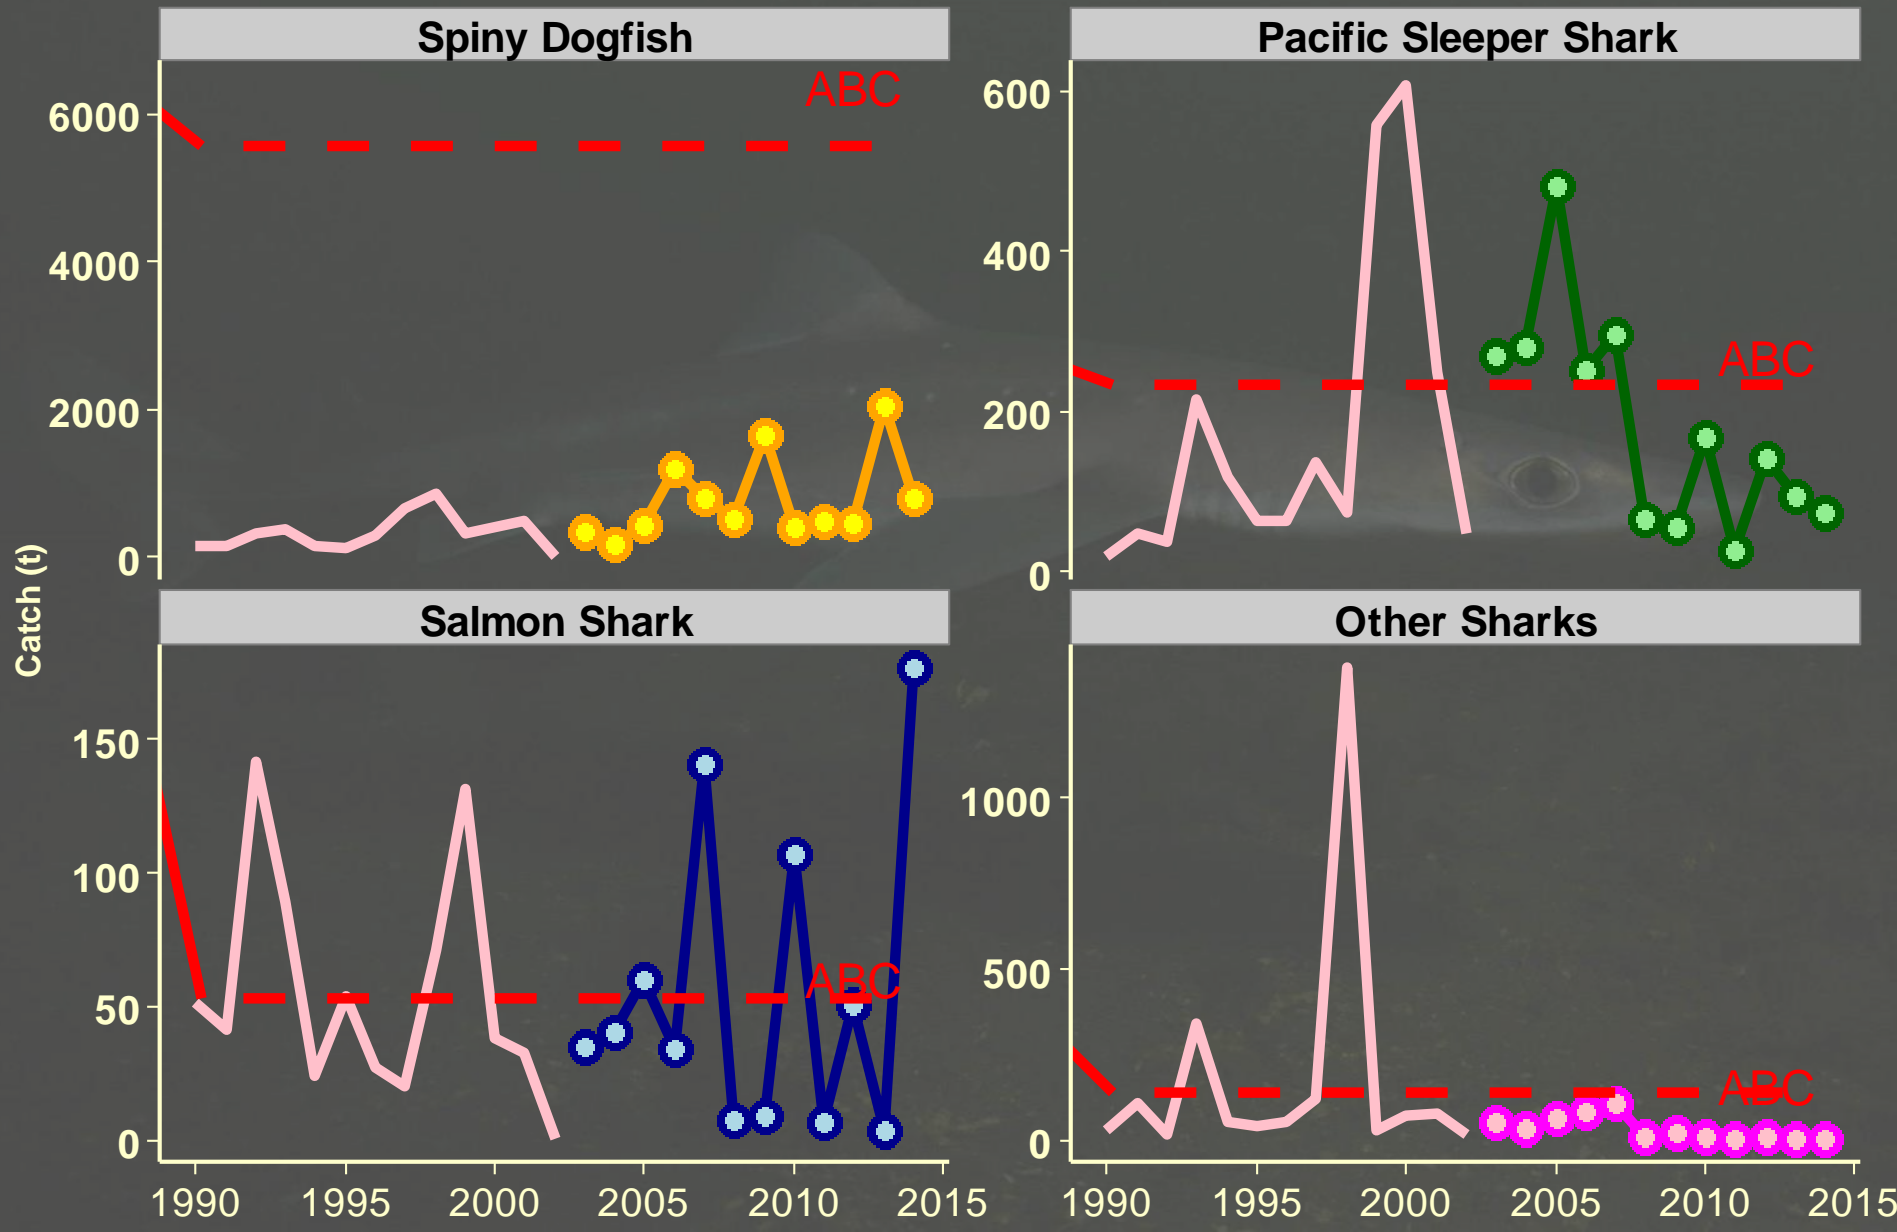 Spiny Dogfish
Pacific Sleeper Shark
ABC
6000
4000
2000
0
600
400
200
0
ABC
Catch (t)
Salmon Shark
Other Sharks
150
100
50
0
ABC
1000
500
0
ABC
1990 1995 2000 2005 2010 2015
1990 1995 2000 2005 2010 2015